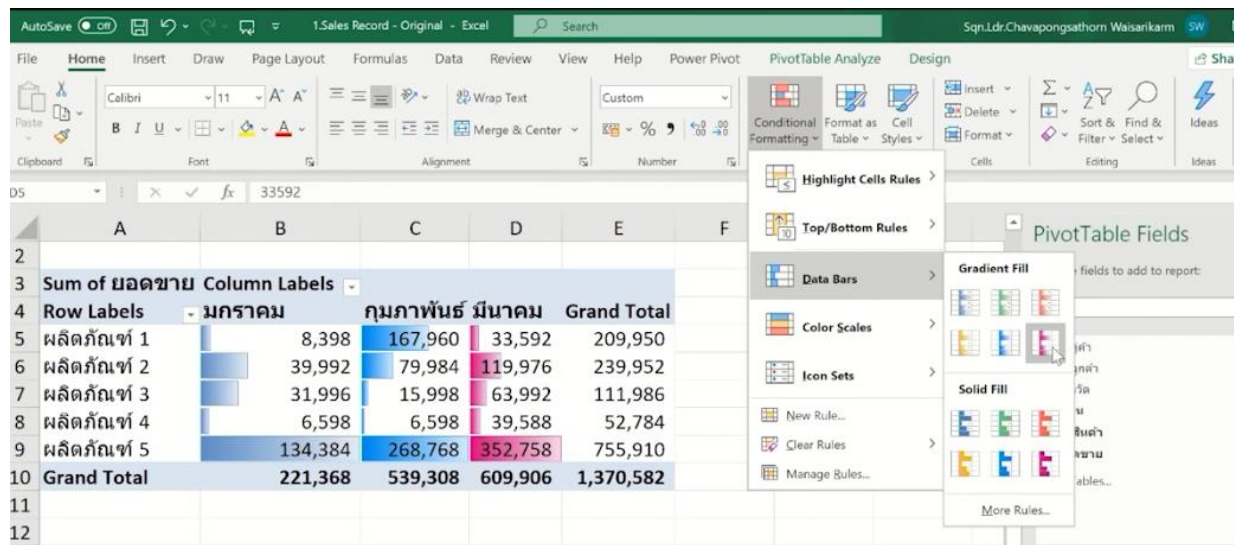 AutoSave Off 1.Sales Record - Original - Excel Search Sqn.Ldr.Chavapongsathorn Waisarikarm SW
File Home Insert Draw Page Layout Formulas Data Review View Help Power Pivot PivotTable Analyze Design Sha
Paste Calibri 11 A A Wrap Text Custom Conditional Formatting Format as Table Cell Styles Insert Sort & Filter Find & Select Ideas
B I U A Merge & Center % Delete
Format
Clipboard Font Alignment Number Cells Editing Ideas
D5 fx 33592
A B C D E F
2
3 Sum of ยอดขาย Column Labels
4 Row Labels มกราคม กุมภาพันธ์ มีนาคม Grand Total
5 ผลิตภัณฑ์ 1 8,398 167,960 33,592 209,950
6 ผลิตภัณฑ์ 2 39,992 79,984 119,976 239,952
7 ผลิตภัณฑ์ 3 31,996 15,998 63,992 111,986
8 ผลิตภัณฑ์ 4 6,598 6,598 39,588 52,784
9 ผลิตภัณฑ์ 5 134,384 268,768 352,758 755,910
10 Grand Total 221,368 539,308 609,906 1,370,582
11
12
Highlight Cells Rules
Top/Bottom Rules
Data Bars
Color Scales
Icon Sets
New Rule...
Clear Rules
Manage Rules...
Gradient Fill
Solid Fill
More Rules...
PivotTable Fields
fields to add to report:
สินค้า
ables...